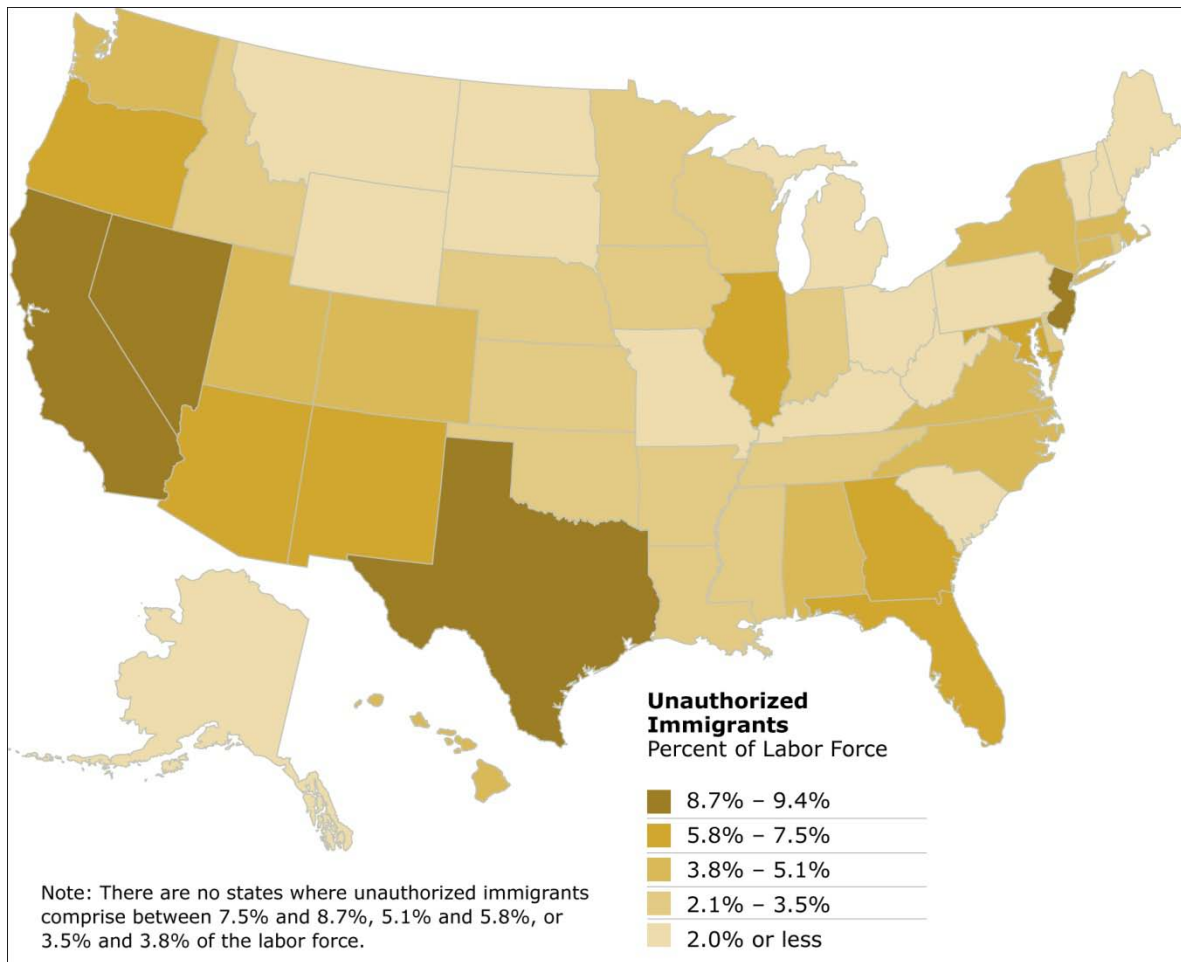 Unauthorized
Immigrants
Percent of Labor Force
8.7% – 9.4%
5.8% – 7.5%
3.8% – 5.1%
2.1% – 3.5%
2.0% or less
Note: There are no states where unauthorized immigrants
comprise between 7.5% and 8.7%, 5.1% and 5.8%, or
3.5% and 3.8% of the labor force.